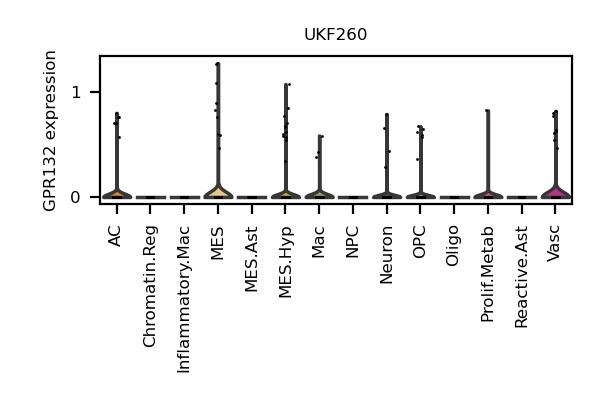 UKF260
GPR132 expression
1
0
AC
Chromatin.Reg
Inflammatory.Mac
MES
MES.Ast
MES.Hyp
Mac
NPC
Neuron
OPC
Oligo
Prolif.Metab
Reactive.Ast
Vasc